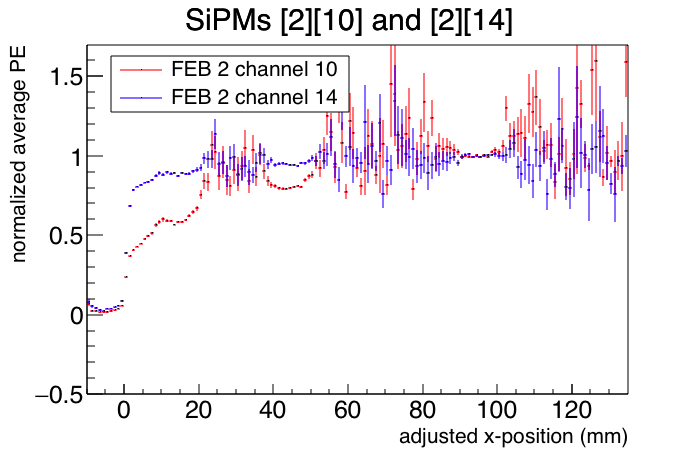 SiPMs [2][10] and [2][14]
normalized average PE
FEB 2 channel 10
FEB 2 channel 14
1.5
1
0.5
0
−0.5
0 20 40 60 80 100 120
adjusted x-position (mm)